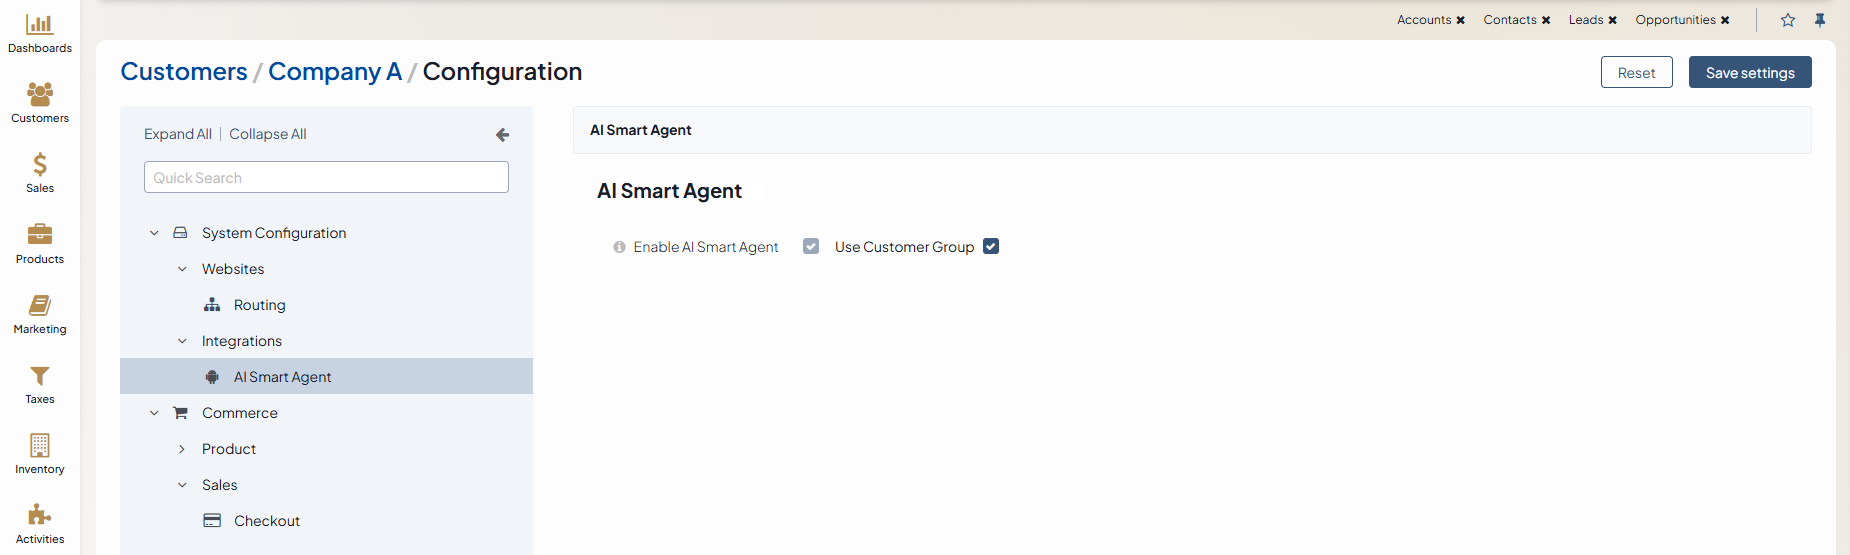 Dashboards
Customers
Sales
Products
Marketing
Taxes
Inventory
Activities
Accounts
Contacts
Leads
Opportunities
Customers / Company A / Configuration
Reset
Save settings
Expand All | Collapse All
Quick Search
System Configuration
Websites
Routing
Integrations
AI Smart Agent
Commerce
Product
Sales
Checkout
AI Smart Agent
AI Smart Agent
Enable AI Smart Agent
Use Customer Group